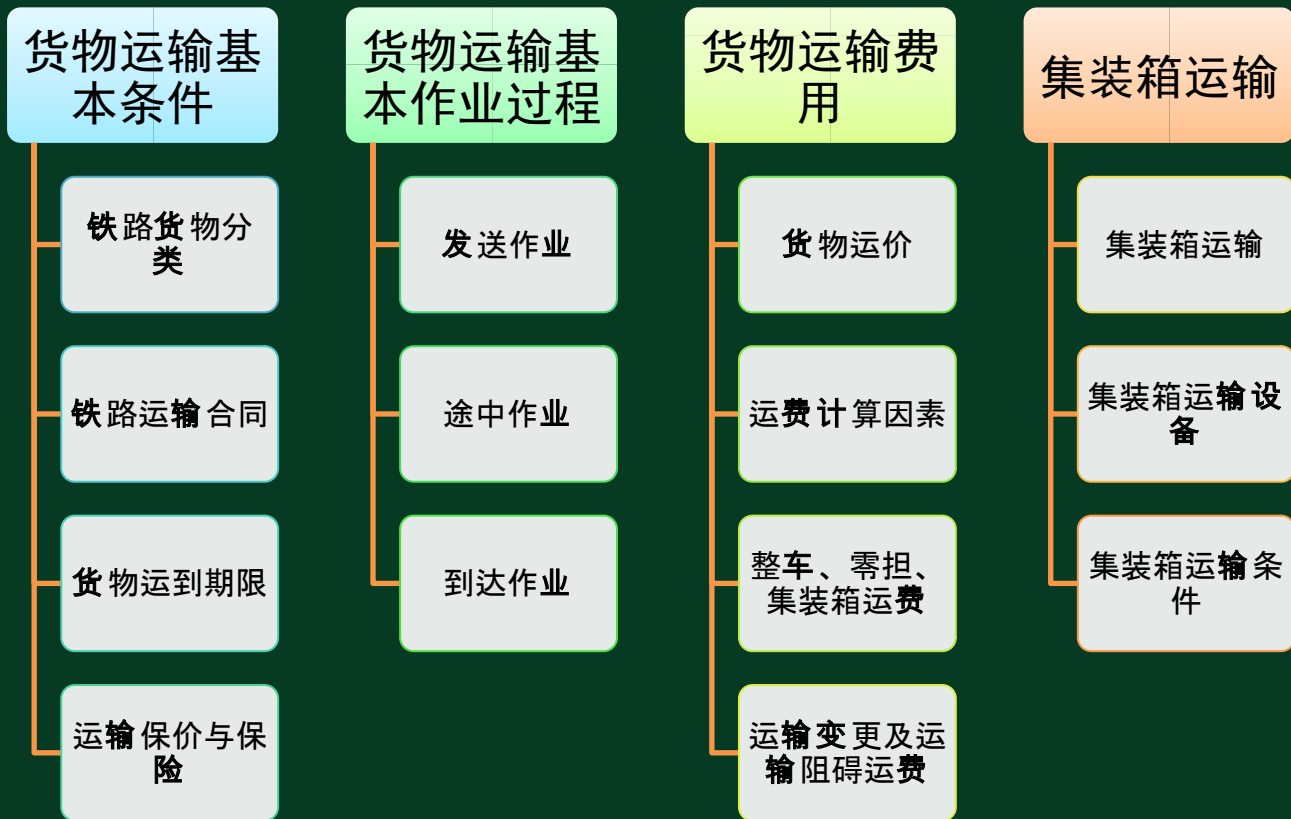 货物运输基
本条件
铁路货物分
类
铁路运输合同
货物运到期限
运输保价与保
险
货物运输基
本作业过程
发送作业
途中作业
到达作业
货物运输费
用
货物运价
运费计算因素
整车、零担、
集装箱运费
运输变更及运
输阻碍运费
集装箱运输
集装箱运输
集装箱运输设
备
集装箱运输条
件